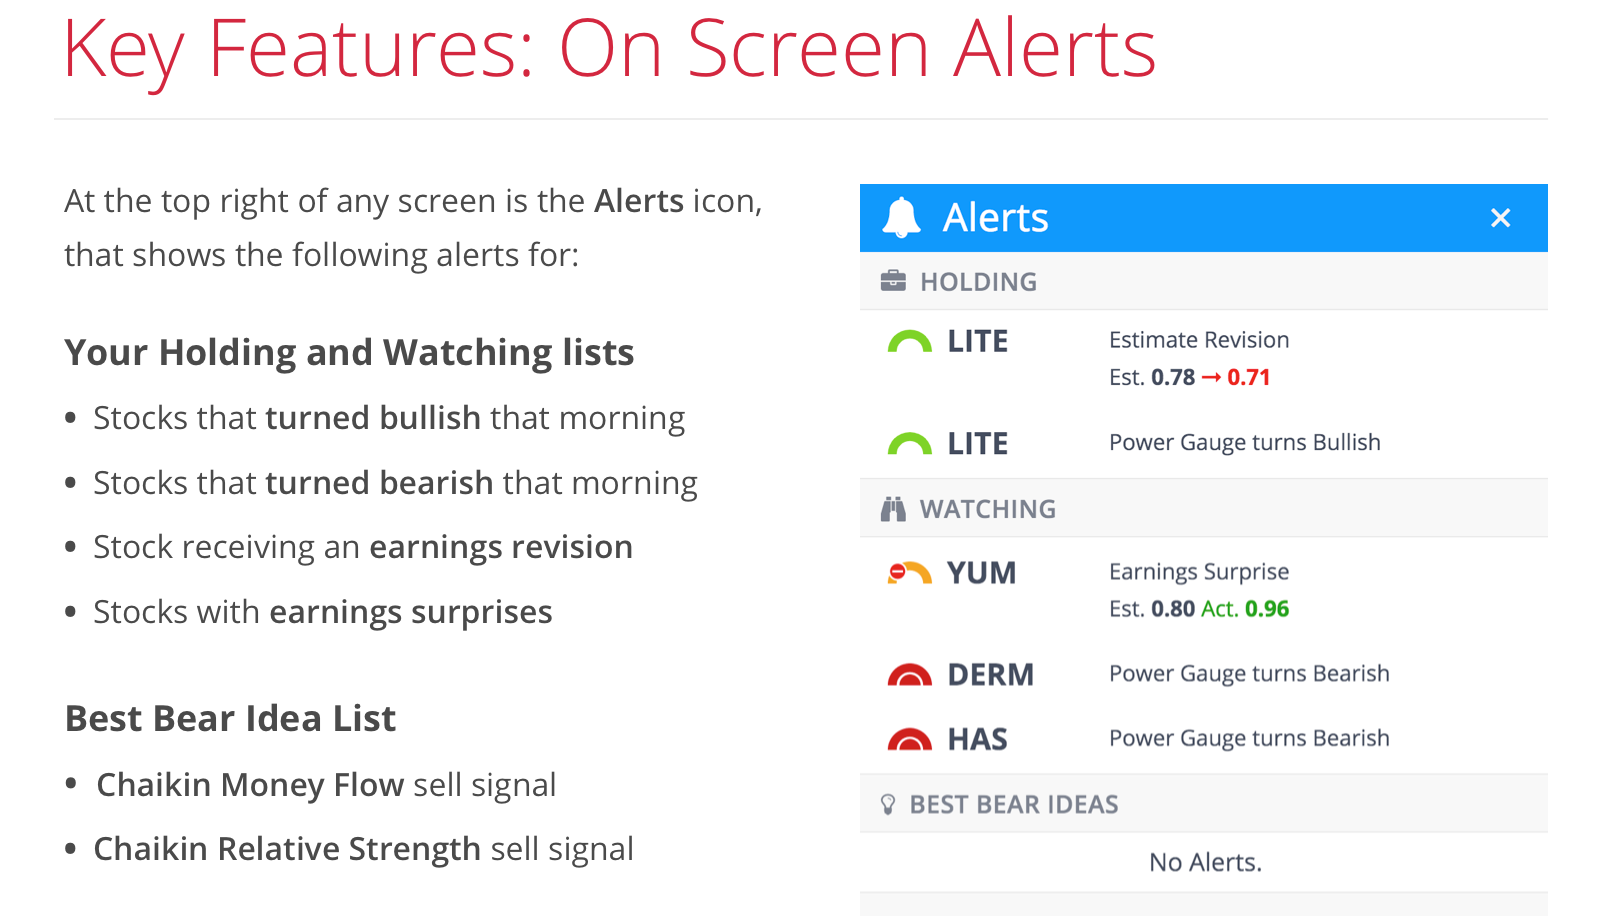 Key Features: On Screen Alerts
At the top right of any screen is the Alerts icon,
that shows the following alerts for:
Your Holding and Watching lists
• Stocks that turned bullish that morning
• Stocks that turned bearish that morning
• Stock receiving an earnings revision
• Stocks with earnings surprises
Best Bear Idea List
• Chaikin Money Flow sell signal
• Chaikin Relative Strength sell signal
Alerts ×
HOLDING
LITE Estimate Revision
Est. 0.78 → 0.71
LITE Power Gauge turns Bullish
WATCHING
YUM Earnings Surprise
Est. 0.80 Act. 0.96
DERM Power Gauge turns Bearish
HAS Power Gauge turns Bearish
BEST BEAR IDEAS
No Alerts.